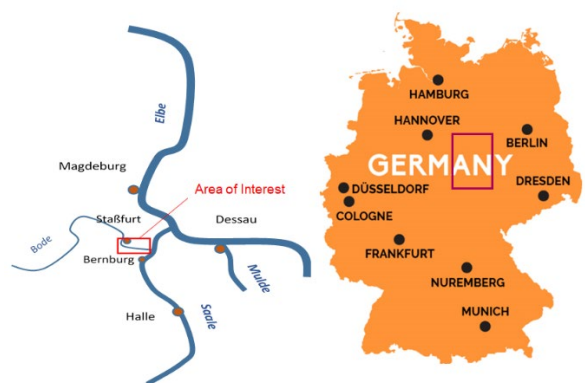 Elbe
Magdeburg
Area of Interest
Staßfurt
Dessau
Bode
Bernburg
Mulde
Halle
Saale
HAMBURG
HANNOVER
BERLIN
GERMANY
DÜSSELDORF
DRESDEN
COLOGNE
FRANKFURT
NUREMBERG
MUNICH